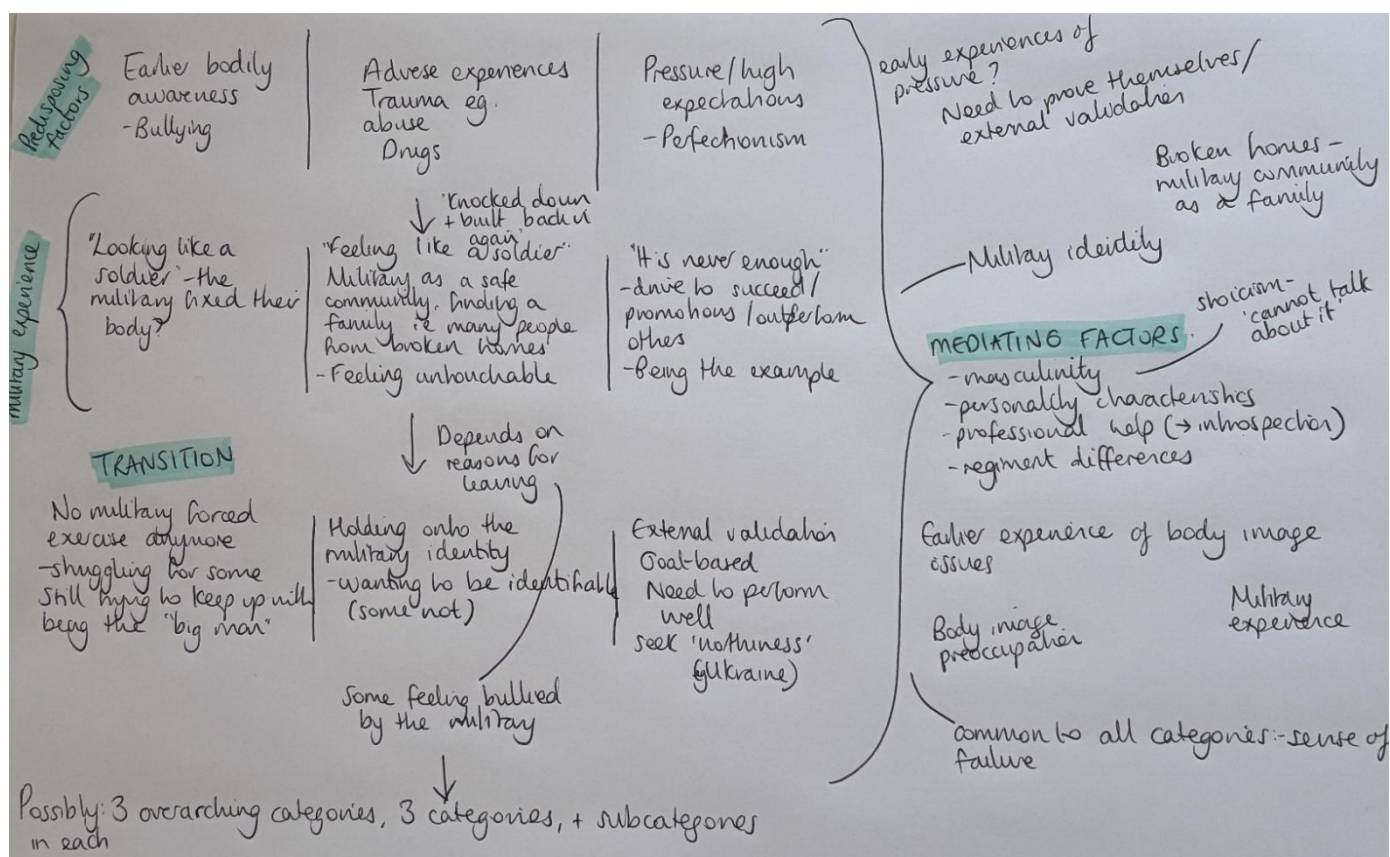 Predisposing
factors
Earlier bodily
awareness
-Bullying
Adverse experiences
Trauma eg.
abuse
Drugs
Pressure/high
expectations
-Perfectionism
early experiences of
pressure?
Need to prove themselves/
external validation
Broken homes-
military community
as a family
"Knocked down
+ built back u
again"
Military experience
"Looking like a
soldier"-the
military fixed their
body?
"Feeling like a soldier"
Military as a safe
community, finding a
family ie many people
from broken homes
-Feeling untouchable
"It is never enough"
-drive to succeed/
promotions/outperform
others
-Being the example
-Military identity
MEDIATING FACTORS.
-masculinity
-personality characteristics
-professional help (→introspection)
-regiment differences
stoicism-
'cannot talk
about it'
Depends on
reasons for
leaving
TRANSITION
No military forced
exercise anymore
-struggling for some
still trying to keep up with
being the "big man"
Holding onto the
military identity
-wanting to be identifiable
(some not)
External validation
Goal-based
Need to perform
well
seek 'nothiness'
(eg Ukraine)
Earlier experience of body image
issues
Body image
preoccupation
Military
experience
some feeling bullied
by the military
common to all categories:-sense of
failure
Possibly: 3 overarching categories, 3 categories, + subcategories
in each